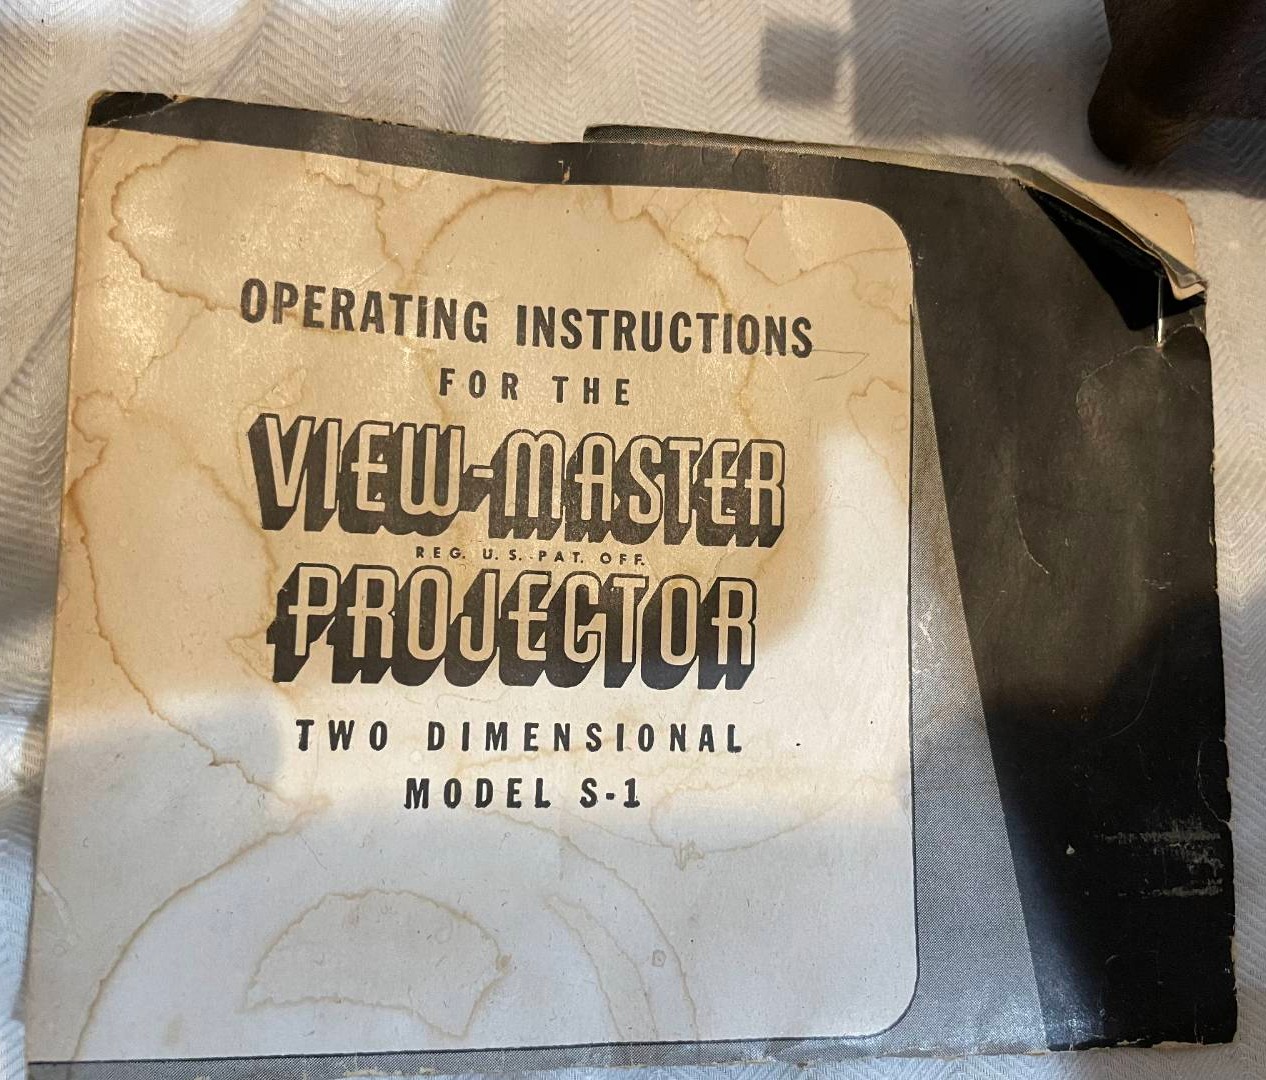 OPERATING INSTRUCTIONS
FOR THE
VIEW-MASTER
REG. U.S. PAT. OFF.
PROJECTOR
TWO DIMENSIONAL
MODEL S-1